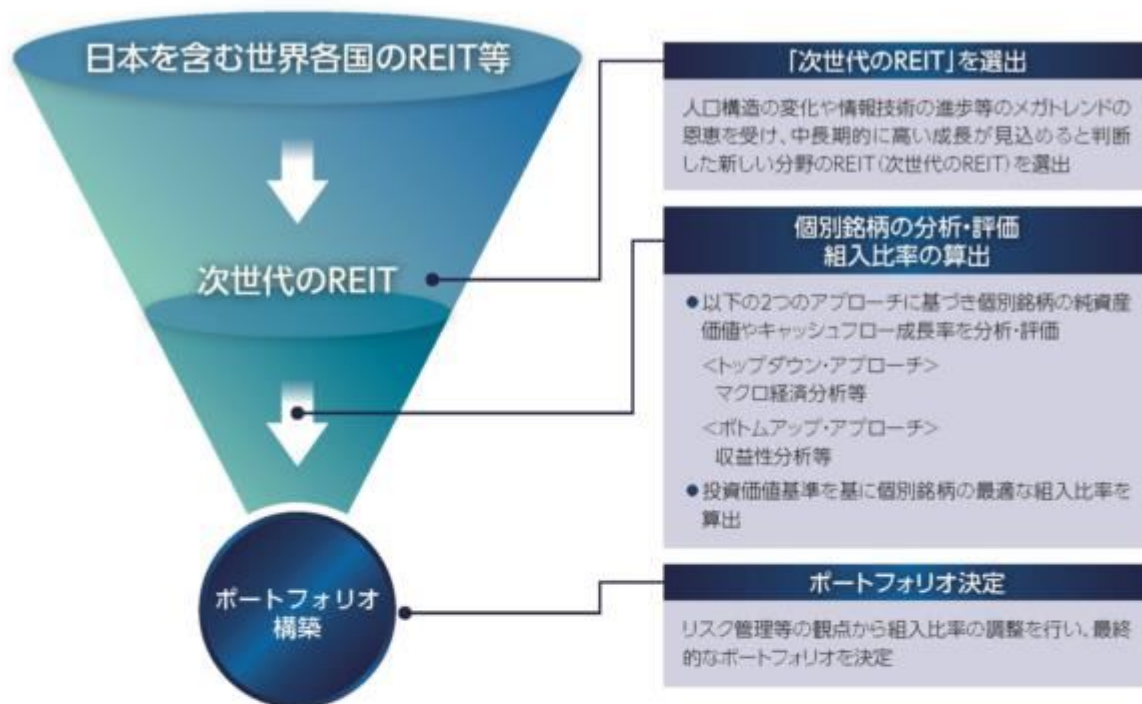 日本を含む世界各国のREIT等
次世代のREIT
ポートフォリオ
構築
「次世代のREIT」を選出
人口構造の変化や情報技術の進歩等のメガトレンドの
恩恵を受け、中長期的に高い成長が見込めると判断
した新しい分野のREIT（次世代のREIT）を選出
個別銘柄の分析・評価
組入比率の算出
●以下の2つのアプローチに基づき個別銘柄の純資産
価値やキャッシュフロー成長率を分析・評価
＜トップダウン・アプローチ＞
マクロ経済分析等
＜ボトムアップ・アプローチ＞
収益性分析等
●投資価値基準を基に個別銘柄の最適な組入比率を
算出
ポートフォリオ決定
リスク管理等の観点から組入比率の調整を行い、最終
的なポートフォリオを決定